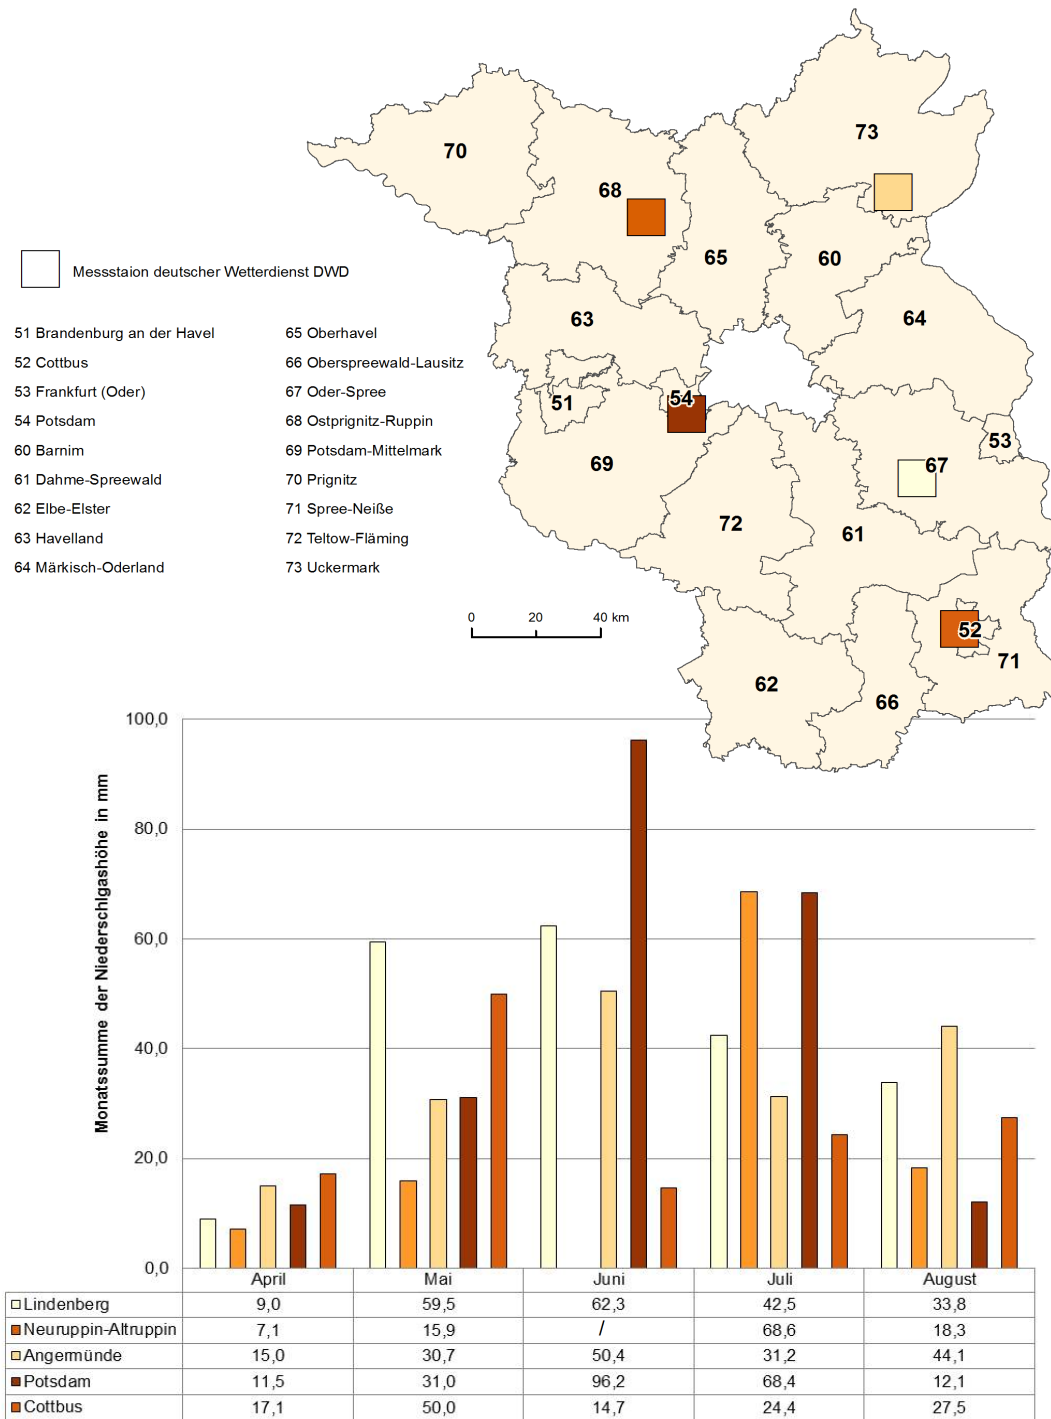 73
70
68
65
60
Messstaion deutscher Wetterdienst DWD
63
64
51 Brandenburg an der Havel
52 Cottbus
53 Frankfurt (Oder)
54 Potsdam
60 Barnim
61 Dahme-Spreewald
62 Elbe-Elster
63 Havelland
64 Märkisch-Oderland
65 Oberhavel
66 Oberspreewald-Lausitz
67 Oder-Spree
68 Ostprignitz-Ruppin
69 Potsdam-Mittelmark
70 Prignitz
71 Spree-Neiße
72 Teltow-Fläming
73 Uckermark
51
54
53
69
67
72
61
0 20 40 km
52
71
62
66
Monatssumme der Niederschlgashöhe in mm
100,0
80,0
60,0
40,0
20,0
0,0
April Mai Juni Juli August
Lindenberg 9,0 59,5 62,3 42,5 33,8
Neuruppin-Altruppin 7,1 15,9 / 68,6 18,3
Angermünde 15,0 30,7 50,4 31,2 44,1
Potsdam 11,5 31,0 96,2 68,4 12,1
Cottbus 17,1 50,0 14,7 24,4 27,5